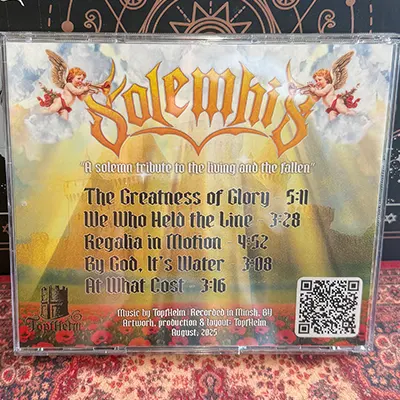 Solemhis
"A solemn tribute to the living and the fallen"
The Greatness of Glory 5:11
We Who Held the Line 3:28
Regalia in Motion 4:52
By God, It's Water 3:08
At What Cost 3:16
TopfHelm
Music by TopfHelm Recorded in Minsk, BY
Artwork, production & layout: TopfHelm
August, 2025